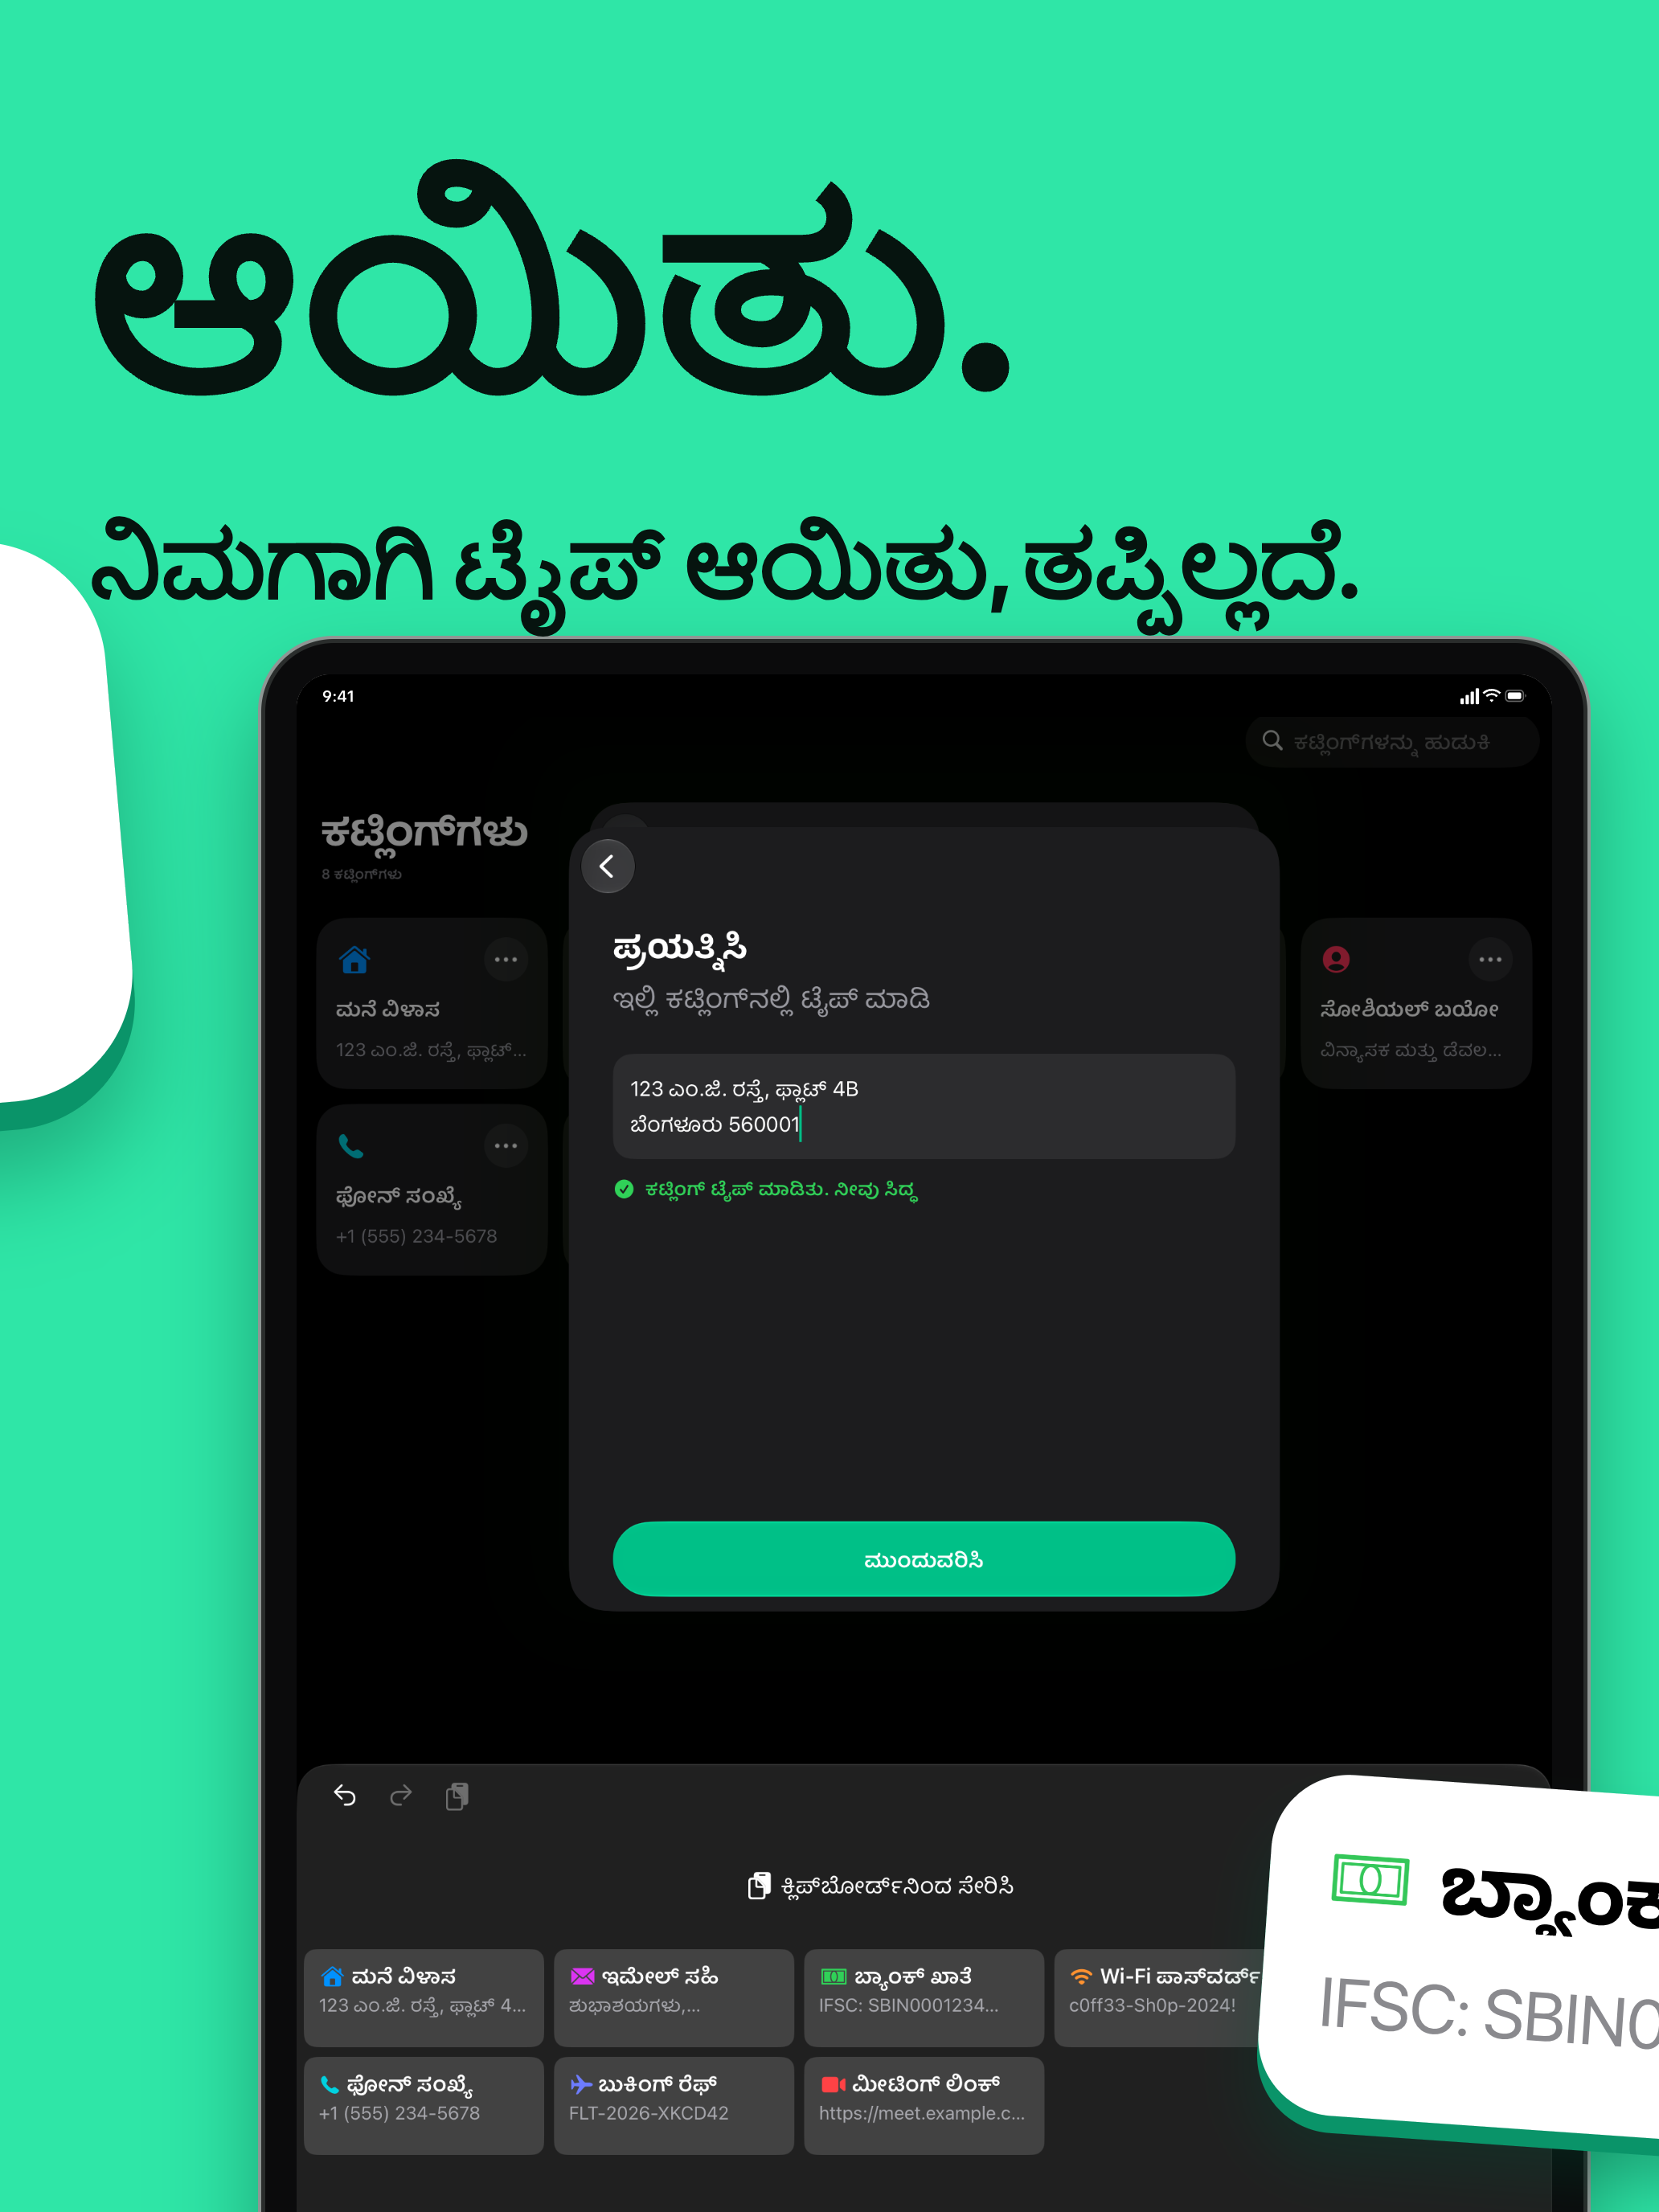 ಆಯಿತು.
ನಿಮಗಾಗಿ ಟೈಪ್ ಆಯಿತು, ತಪ್ಪಿಲ್ಲದೆ.
9:41
ಕಟ್ಲಿಂಗ್‌ಗಳನ್ನು ಹುಡುಕಿ
ಕಟ್ಲಿಂಗ್‌ಗಳು
8 ಕಟ್ಲಿಂಗ್‌ಗಳು
ಮನೆ ವಿಳಾಸ
123 ಎಂ.ಜಿ. ರಸ್ತೆ, ಫ್ಲಾಟ್...
ಫೋನ್ ಸಂಖ್ಯೆ
+1 (555) 234-5678
ಸೋಶಿಯಲ್ ಬಯೋ
ವಿನ್ಯಾಸಕ ಮತ್ತು ಡೆವಲ...
ಪ್ರಯತ್ನಿಸಿ
ಇಲ್ಲಿ ಕಟ್ಲಿಂಗ್‌ನಲ್ಲಿ ಟೈಪ್ ಮಾಡಿ
123 ಎಂ.ಜಿ. ರಸ್ತೆ, ಫ್ಲಾಟ್ 4B
ಬೆಂಗಳೂರು 560001
ಕಟ್ಲಿಂಗ್ ಟೈಪ್ ಮಾಡಿತು. ನೀವು ಸಿದ್ಧ
ಮುಂದುವರಿಸಿ
ಕ್ಲಿಪ್‌ಬೋರ್ಡ್‌ನಿಂದ ಸೇರಿಸಿ
ಮನೆ ವಿಳಾಸ
123 ಎಂ.ಜಿ. ರಸ್ತೆ, ಫ್ಲಾಟ್ 4...
ಇಮೇಲ್ ಸಹಿ
ಶುಭಾಶಯಗಳು,...
ಬ್ಯಾಂಕ್ ಖಾತೆ
IFSC: SBIN0001234...
Wi-Fi ಪಾಸ್‌ವರ್ಡ್
c0ff33-Sh0p-2024!
ಫೋನ್ ಸಂಖ್ಯೆ
+1 (555) 234-5678
ಬುಕಿಂಗ್ ರೆಫ್
FLT-2026-XKCD42
ಮೀಟಿಂಗ್ ಲಿಂಕ್
https://meet.example.c...
ಬ್ಯಾಂಕ
IFSC: SBIN0